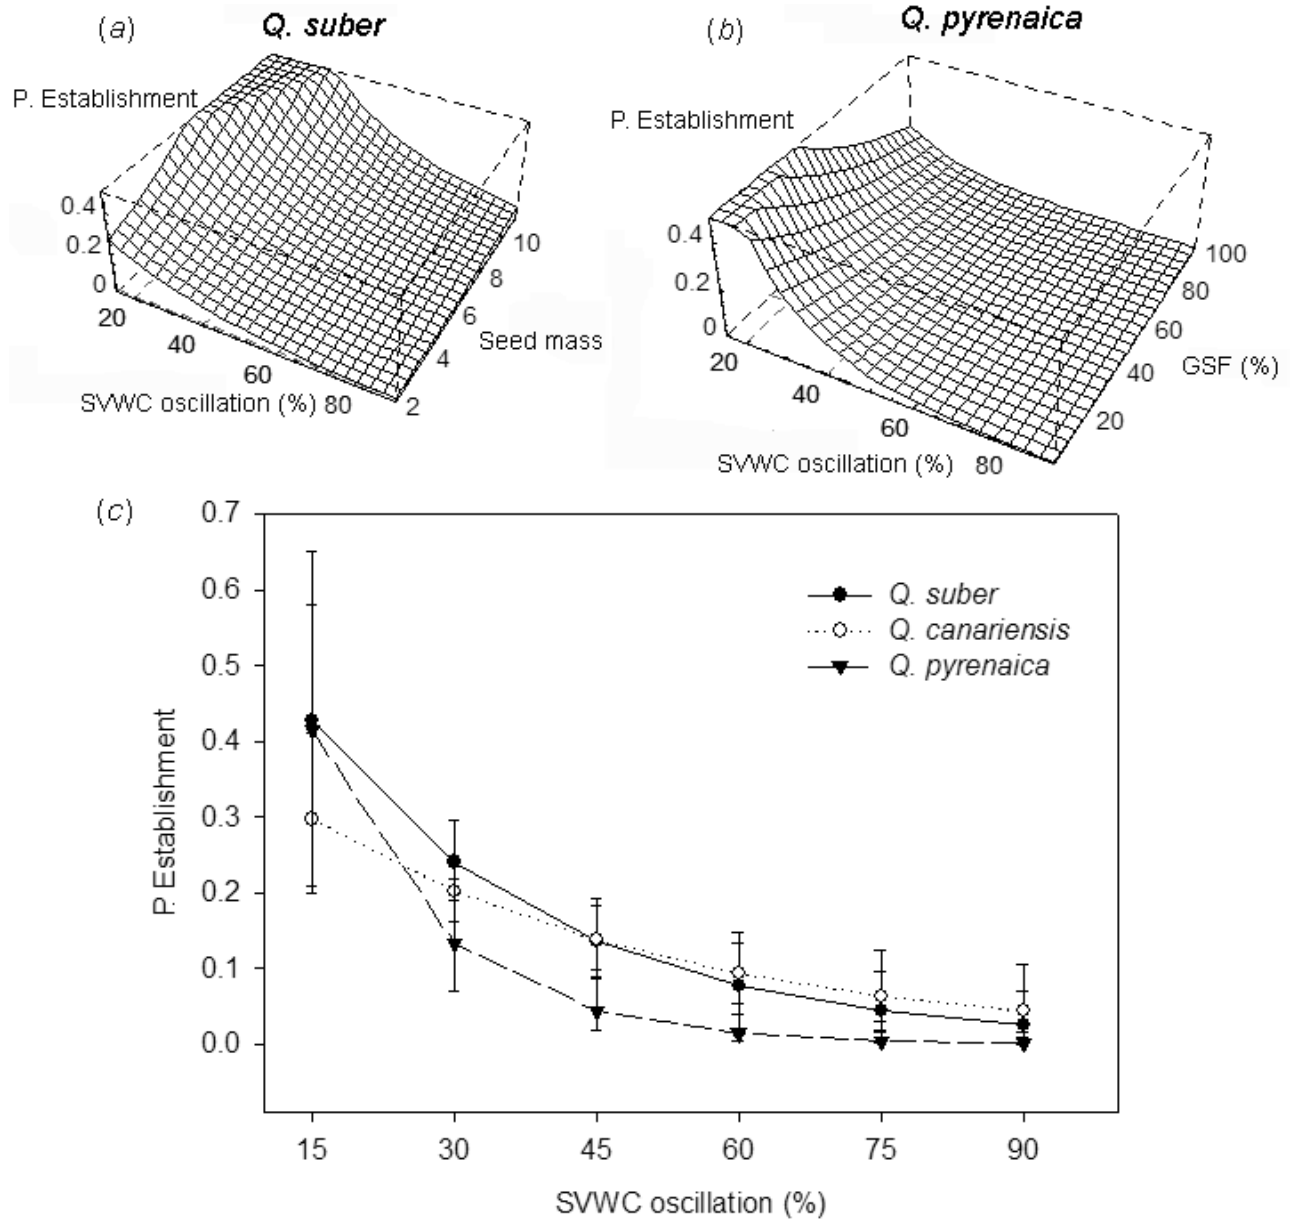 (a) Q. suber
P. Establishment
0.4
0.2
0
20
40
60
80
SVWC oscillation (%)
2
4
6
8
10
Seed mass
(b) Q. pyrenaica
P. Establishment
0.4
0.2
0
20
40
60
80
SVWC oscillation (%)
20
40
60
80
100
GSF (%)
(c)
0.7
0.6
0.5
0.4
0.3
0.2
0.1
0.0
P. Establishment
Q. suber
Q. canariensis
Q. pyrenaica
15 30 45 60 75 90
SVWC oscillation (%)